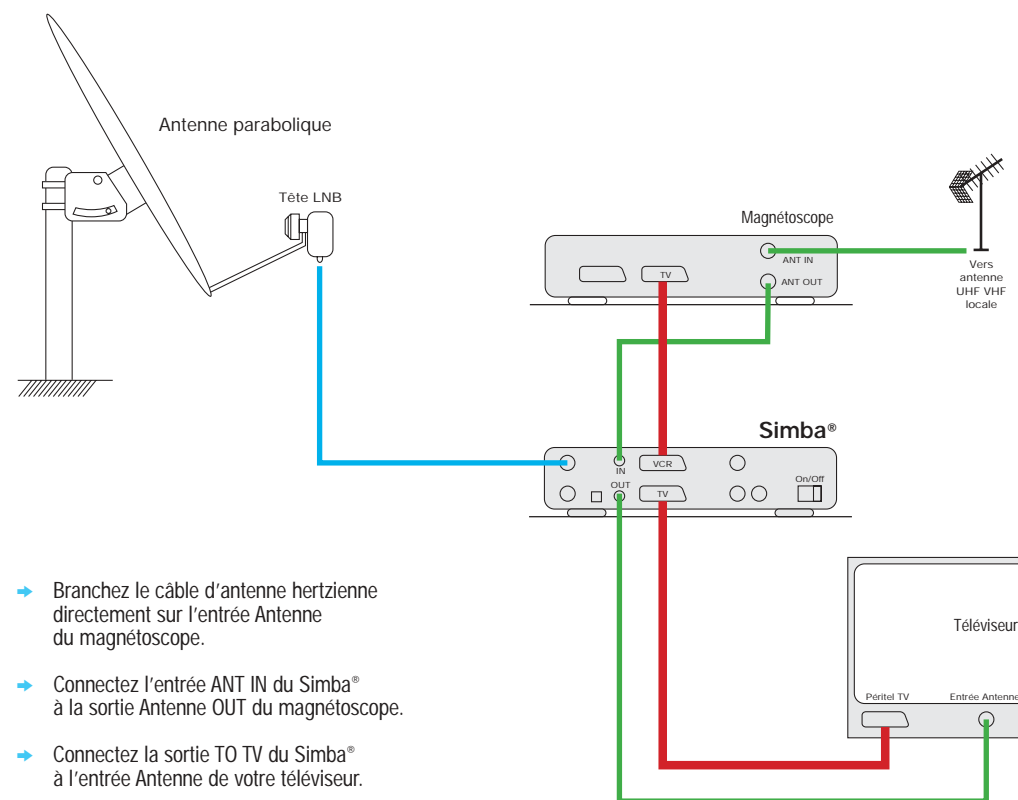 Antenne parabolique
Tête LNB
Magnétoscope
ANT IN
TV
ANT OUT
Vers
antenne
UHF VHF
locale
Simba®
IN
VCR
OUT
TV
On/Off
Téléviseur
Péritel TV
Entrée Antenne
Branchez le câble d'antenne hertzienne
directement sur l'entrée Antenne
du magnétoscope.
Connectez l'entrée ANT IN du Simba®
à la sortie Antenne OUT du magnétoscope.
Connectez la sortie TO TV du Simba®
à l'entrée Antenne de votre téléviseur.